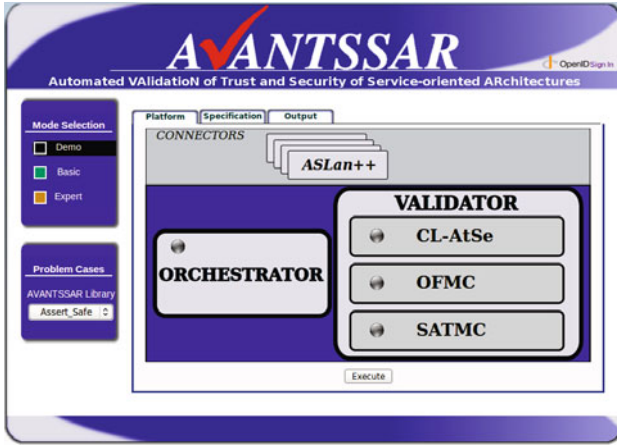 AVANTSSAR
OpenID Sign In
Automated VAlidatioN of Trust and Security of Service-oriented ARchitectures
Mode Selection
Demo
Basic
Expert
Problem Cases
AVANTSSAR Library
Assert_Safe
Platform Specification Output
CONNECTORS
ASLan++
ORCHESTRATOR
VALIDATOR
CL-AtSe
OFMC
SATMC
Execute